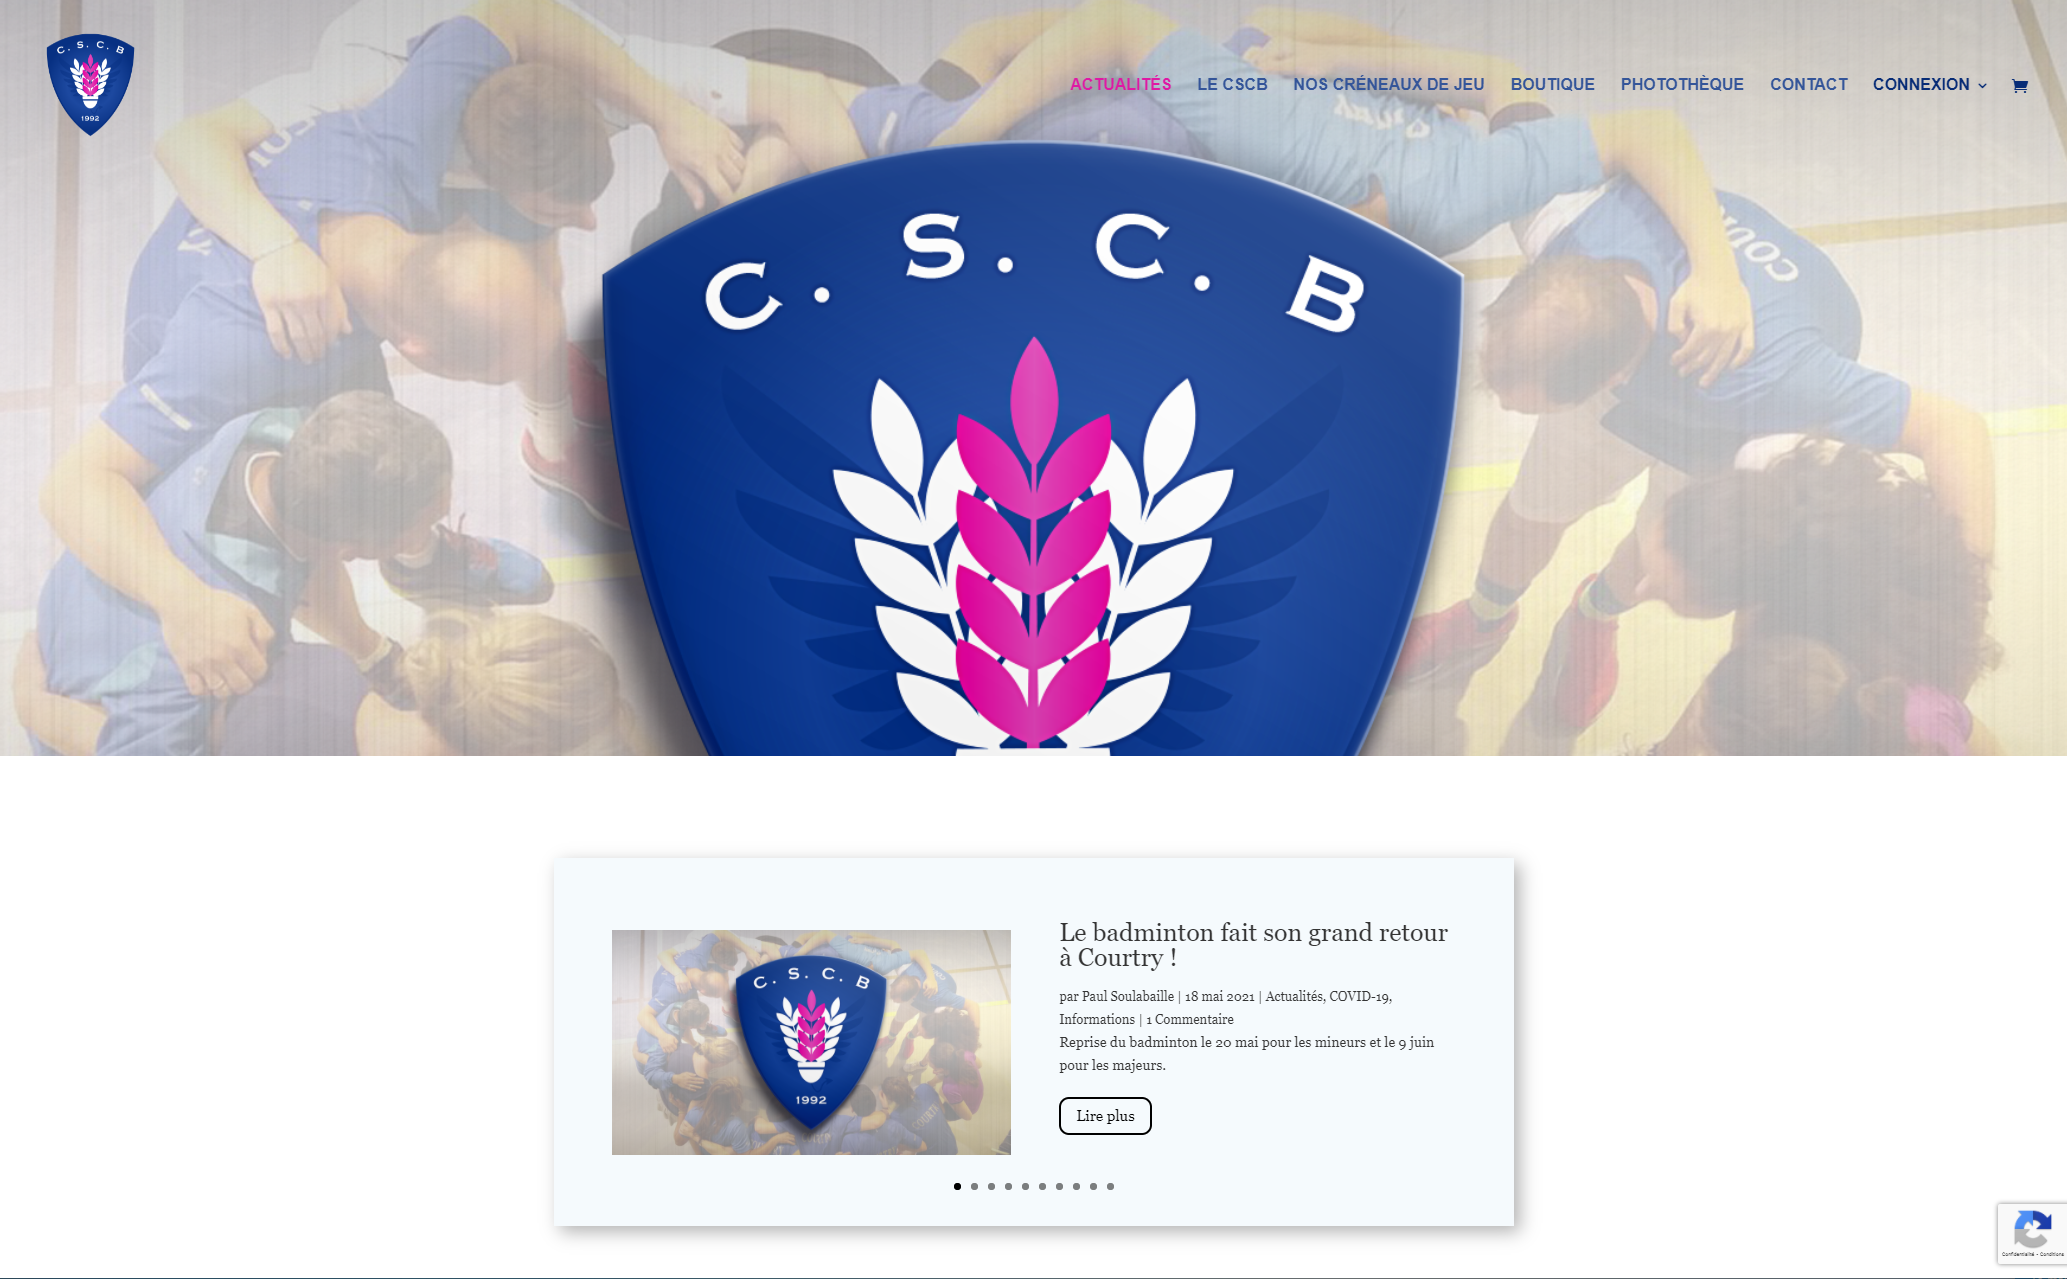 C. S. C. B
1992
ACTUALITÉS LE CSCB NOS CRÉNEAUX DE JEU BOUTIQUE PHOTOTHÈQUE CONTACT CONNEXION
C. S. C. B
Le badminton fait son grand retour
à Courtry !
par Paul Soulabaille | 18 mai 2021 | Actualités, COVID-19,
Informations | 1 Commentaire
Reprise du badminton le 20 mai pour les mineurs et le 9 juin
pour les majeurs.
Lire plus
C. S. C. B
1992
Confidentialité - Conditions